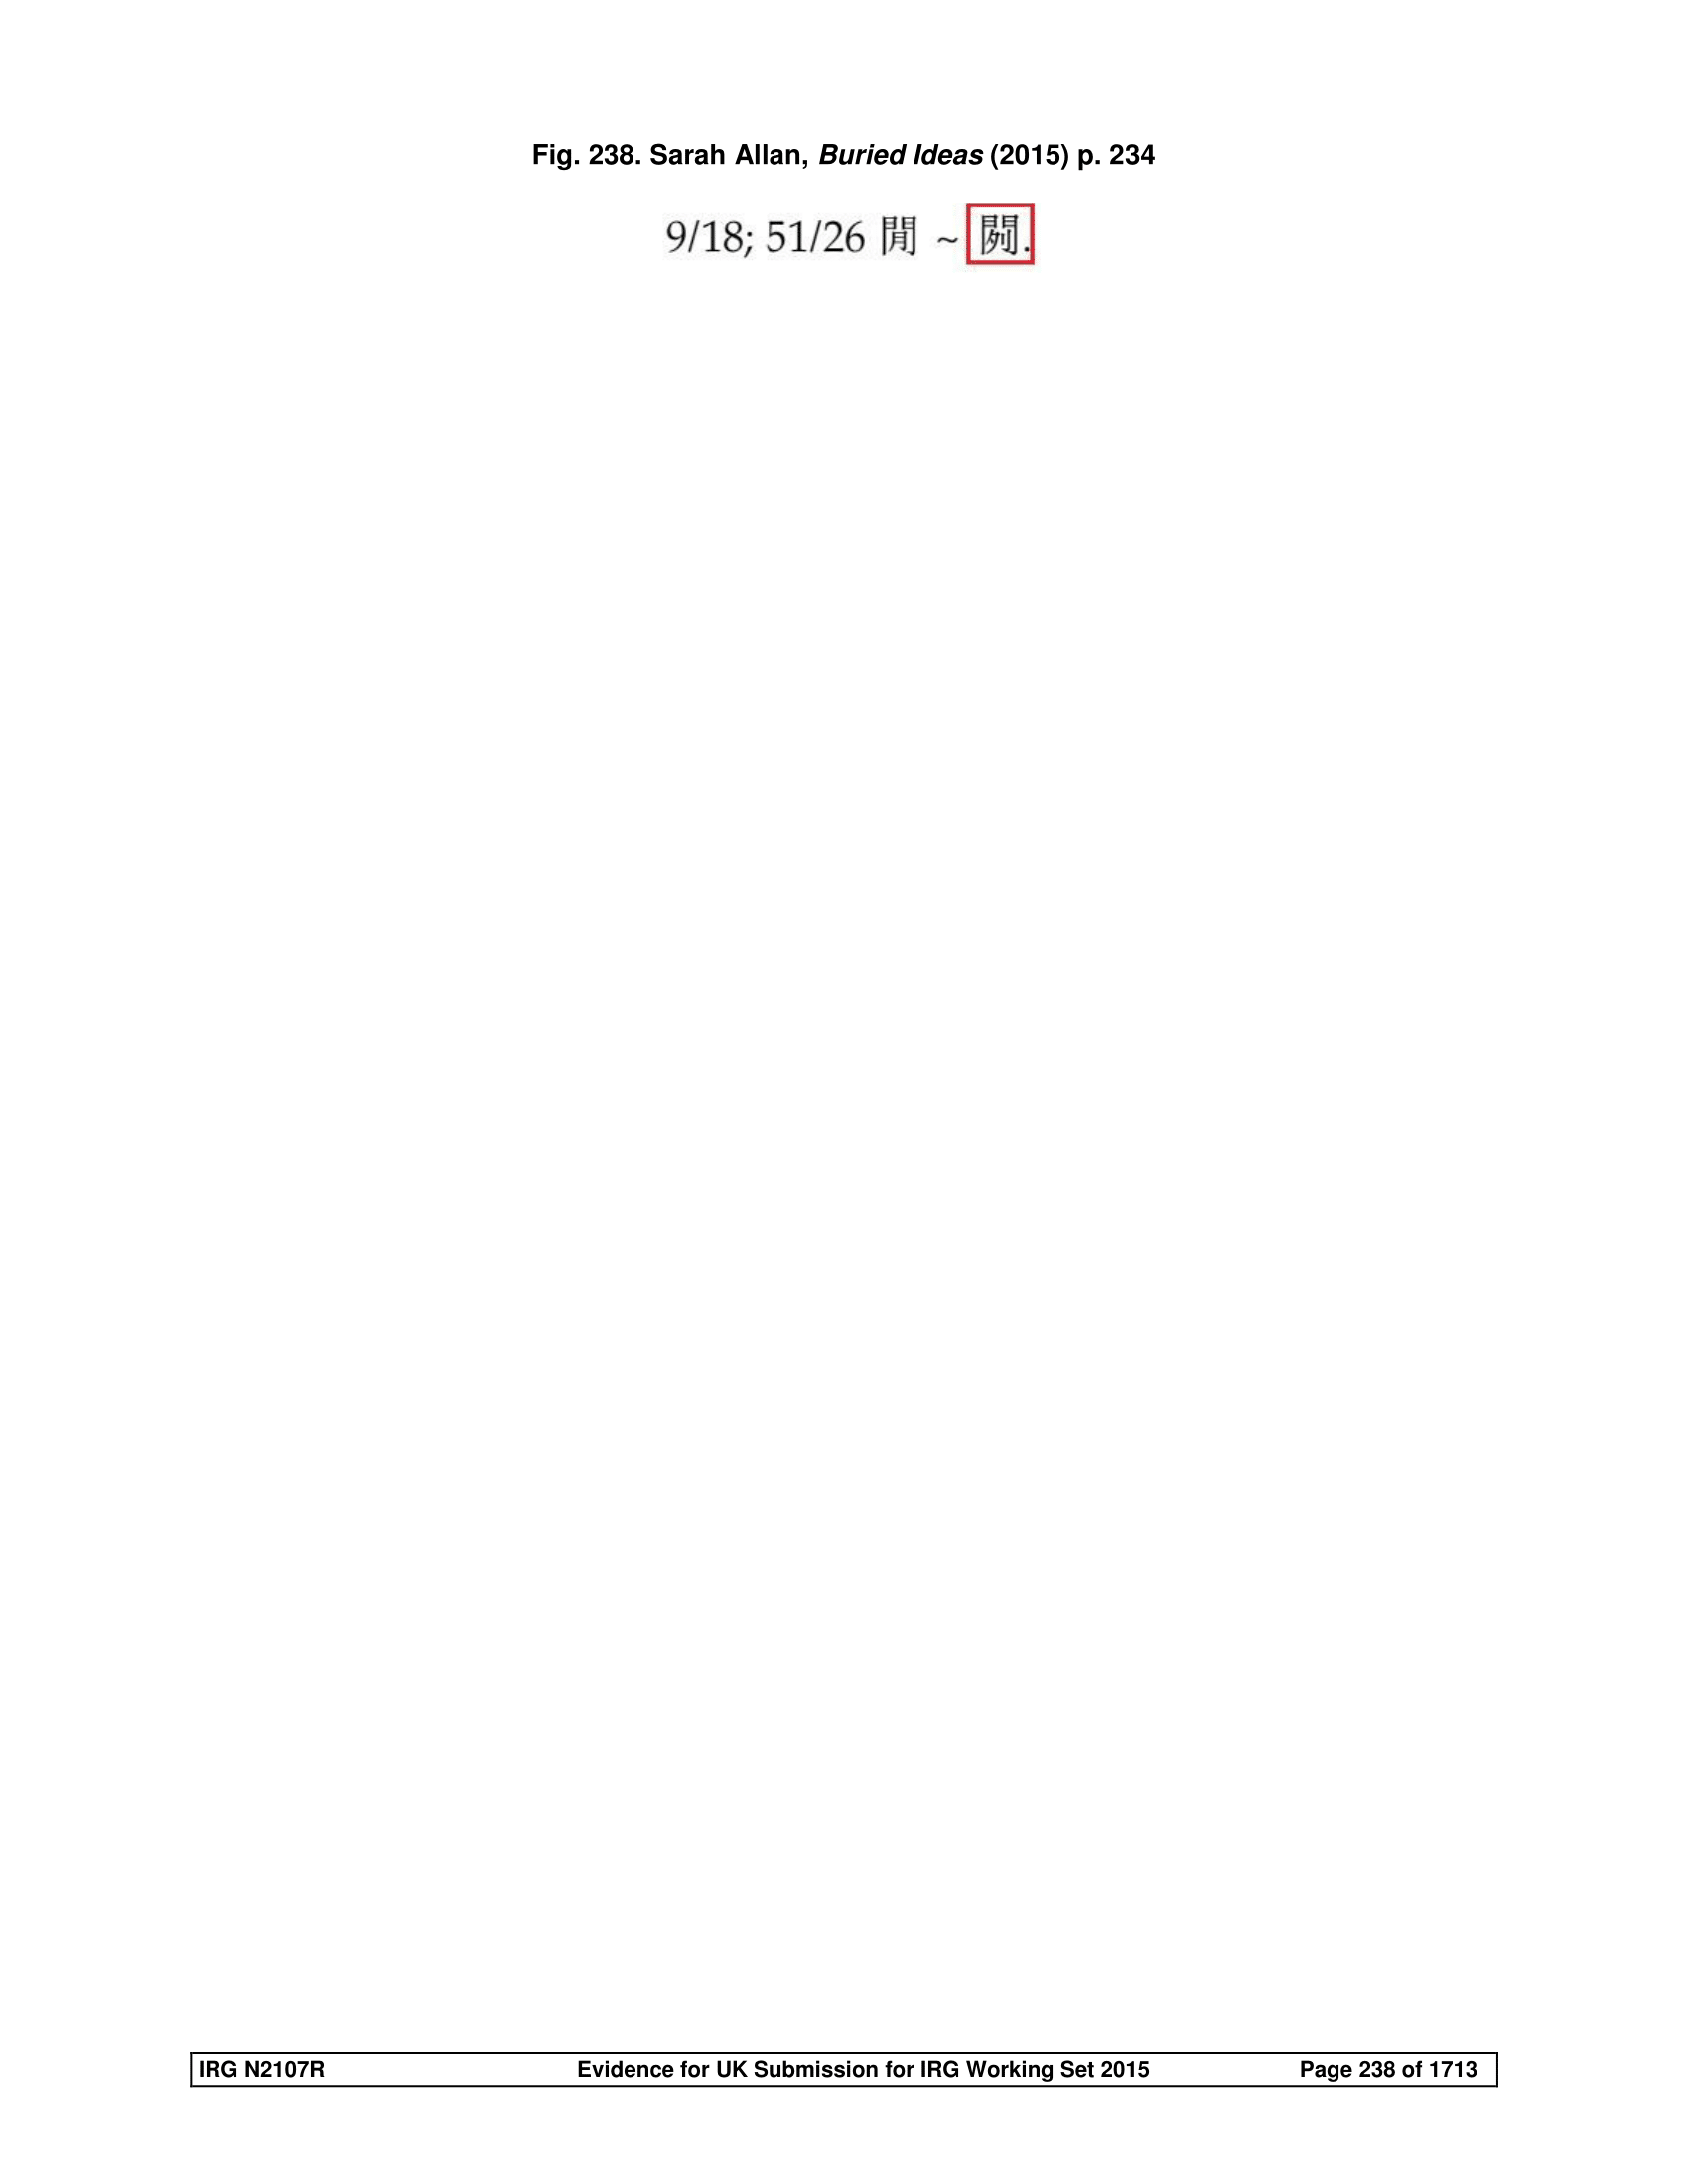 Fig. 238. Sarah Allan, Buried Ideas (2015) p. 234
9/18; 51/26 閒 ~ .
IRG N2107R Evidence for UK Submission for IRG Working Set 2015 Page 238 of 1713